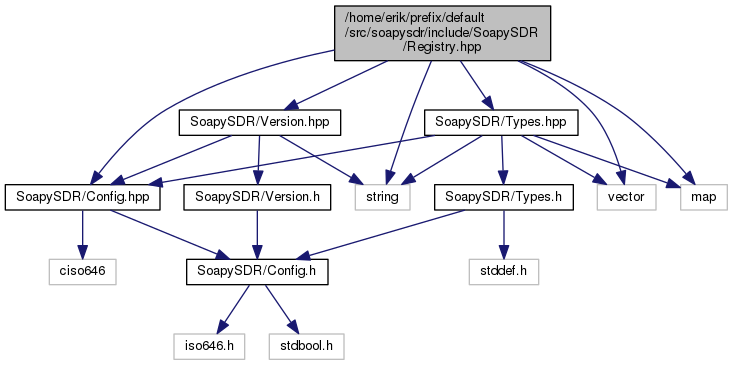 /home/erik/prefix/default
/src/soapysdr/include/SoapySDR
/Registry.hpp
SoapySDR/Version.hpp
SoapySDR/Types.hpp
SoapySDR/Config.hpp
SoapySDR/Version.h
string
SoapySDR/Types.h
vector
map
ciso646
SoapySDR/Config.h
stddef.h
iso646.h
stdbool.h